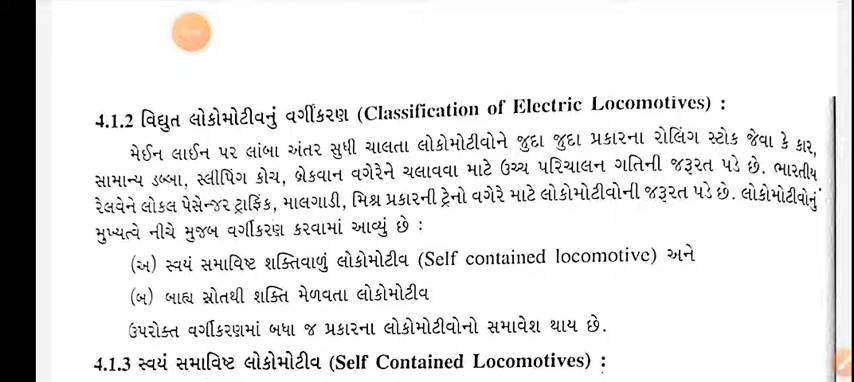 4.1.2 વિદ્યુત લોકોમોટીવનું વર્ગીકરણ (Classification of Electric Locomotives) :
મેઈન લાઈન પર લાંબા અંતર સુધી ચાલતા લોકોમોટીવોને જુદા જુદા પ્રકારના રોલિંગ સ્ટોક જેવા કે કાર,
સામાન્ય ડબ્બા, સ્લીપિંગ કોચ, બ્રેકવાન વગેરેને ચલાવવા માટે ઉચ્ચ પરિચાલન ગતિની જરૂરત પડે છે. ભારતીય
રેલવેને લોકલ પેસેન્જર ટ્રાફિક, માલગાડી, મિશ્ર પ્રકારની ટ્રેનો વગેરે માટે લોકોમોટીવોની જરૂરત પડે છે. લોકોમોટીવોનું
મુખ્યત્વે નીચે મુજબ વર્ગીકરણ કરવામાં આવ્યું છે :
(અ) સ્વયં સમાવિષ્ટ શક્તિવાળું લોકોમોટીવ (Self contained locomotive) અને
(બ) બાહ્ય સ્રોતથી શક્તિ મેળવતા લોકોમોટીવ
ઉપરોક્ત વર્ગીકરણમાં બધા જ પ્રકારના લોકોમોટીવોનો સમાવેશ થાય છે.
4.1.3 સ્વયં સમાવિષ્ટ લોકોમોટીવ (Self Contained Locomotives) :